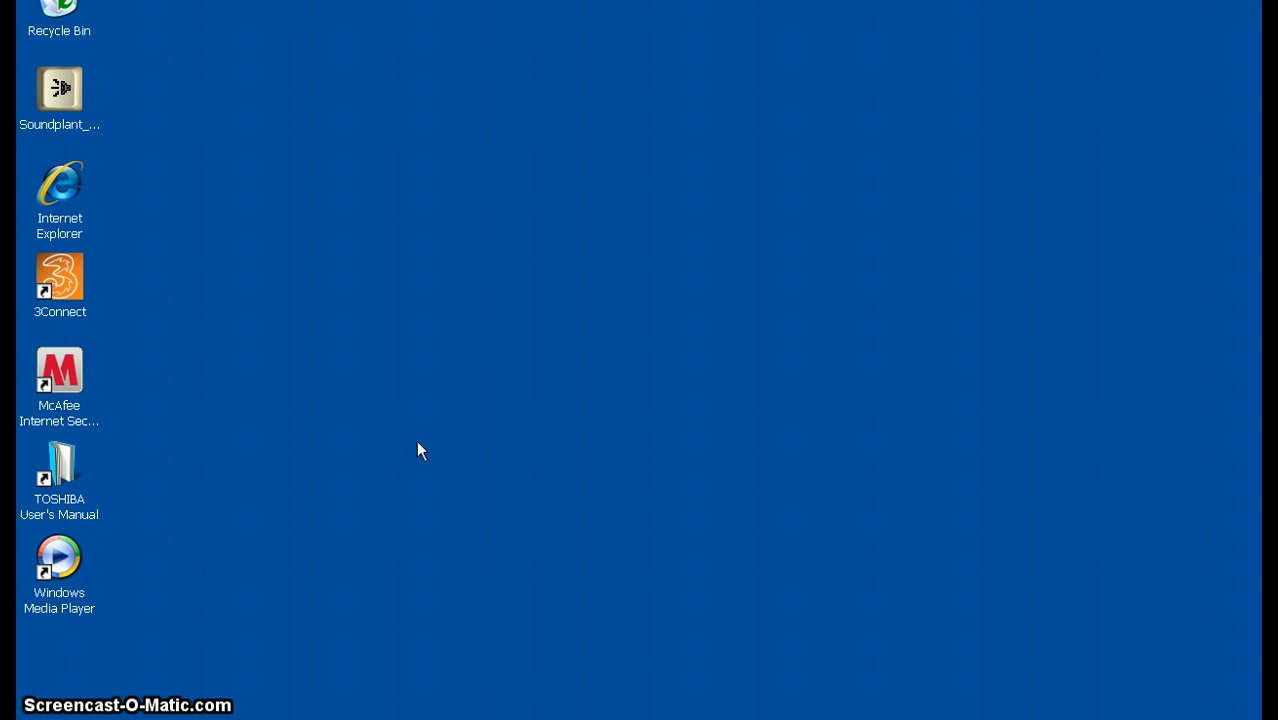 Recycle Bin
Soundplant_...
Internet
Explorer
3Connect
McAfee
Internet Sec...
TOSHIBA
User's Manual
Windows
Media Player
Screencast-O-Matic.com